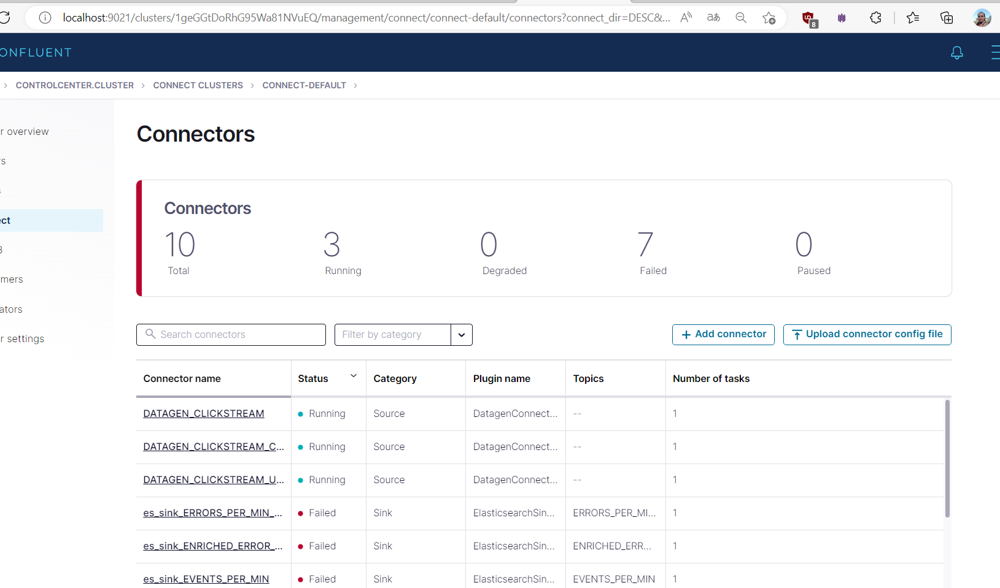 localhost:9021/clusters/1geGGtDoRhG95Wa81NVuEQ/management/connect/connect-default/connectors?connect_dir=DESC&...
A
aあ
8
ONFLUENT
> CONTROLCENTER.CLUSTER > CONNECT CLUSTERS > CONNECT-DEFAULT >
r overview
rs
s
ect
B
mers
ators
r settings
Connectors
Connectors
10 3 0 7 0
Total Running Degraded Failed Paused
Search connectors Filter by category + Add connector Upload connector config file
Connector name Status Category Plugin name Topics Number of tasks
DATAGEN_CLICKSTREAM Running Source DatagenConnect... -- 1
DATAGEN_CLICKSTREAM_C... Running Source DatagenConnect... -- 1
DATAGEN_CLICKSTREAM_U... Running Source DatagenConnect... -- 1
es_sink_ERRORS_PER_MIN_... Failed Sink ElasticsearchSin... ERRORS_PER_MI... 1
es_sink_ENRICHED_ERROR_... Failed Sink ElasticsearchSin... ENRICHED_ERR... 1
es_sink_EVENTS_PER_MIN Failed Sink ElasticsearchSin... EVENTS_PER_MIN 1